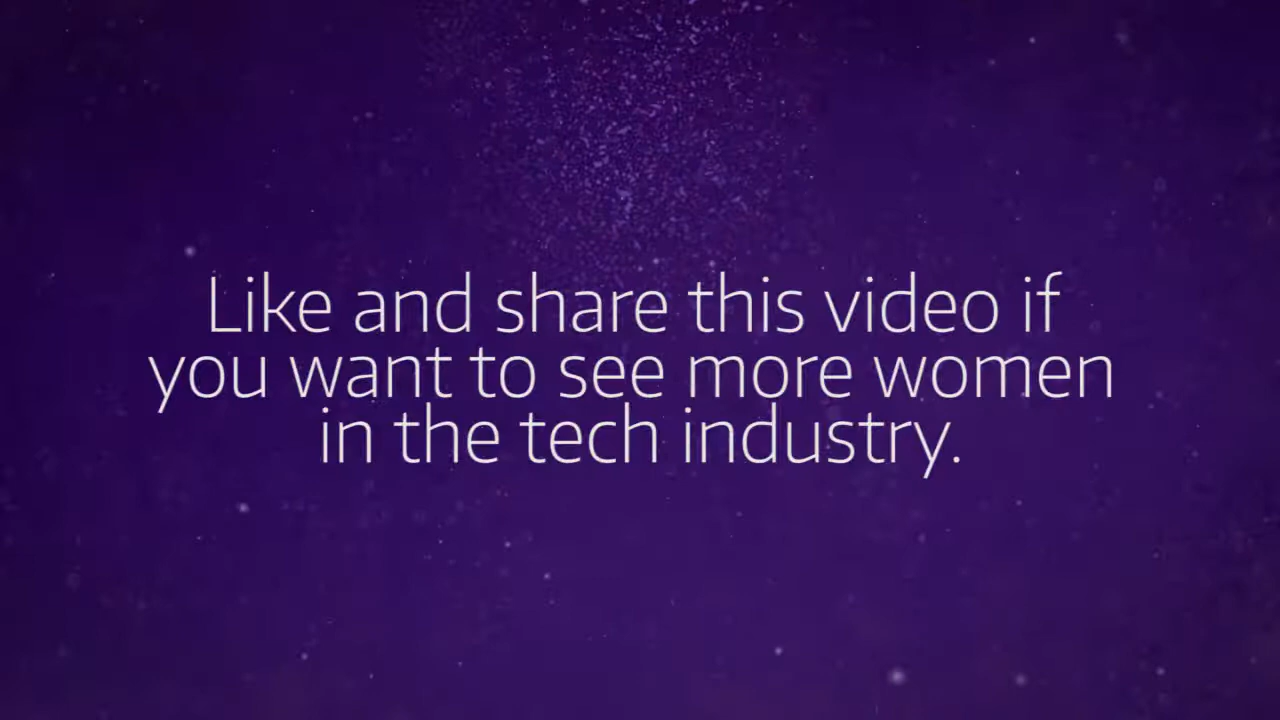 Like and share this video if
you want to see more women
in the tech industry.